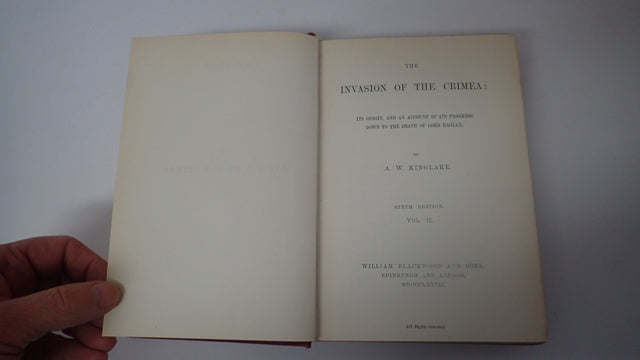 THE
INVASION OF THE CRIMEA:
ITS ORIGIN, AND AN ACCOUNT OF ITS PROGRESS
DOWN TO THE DEATH OF LORD RAGLAN.
BY
A. W. KINGLAKE.
SIXTH EDITION.
VOL. II.
WILLIAM BLACKWOOD AND SONS,
EDINBURGH AND LONDON.
MDCCCLXXVII.
All Rights reserved.